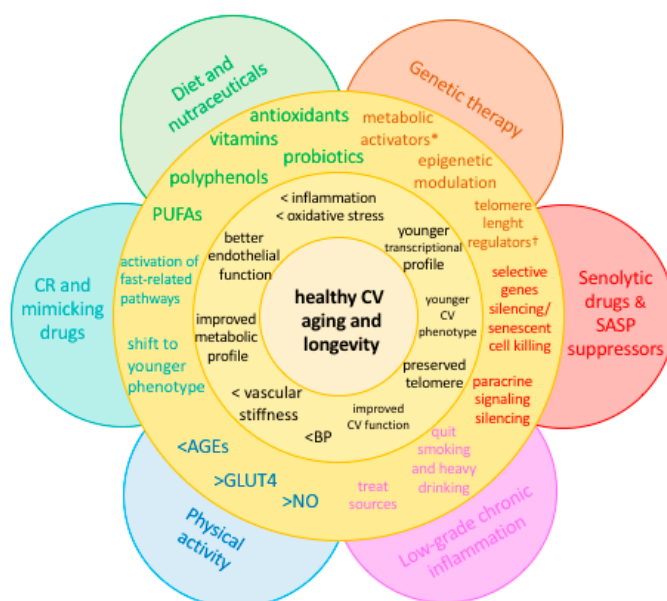 Diet and
nutraceuticals
Genetic therapy
antioxidants
vitamins
probiotics
polyphenols
PUFAs
metabolic
activators*
epigenetic
modulation
telomere
lenght
regulators†
CR and
mimicking drugs
activation of
fast-related
pathways
shift to
younger
phenotype
Senolytic
drugs &
SASP
suppressors
selective
genes
silencing/
senescent
cell killing
paracrine
signaling
silencing
< inflammation
< oxidative stress
better
endothelial
function
younger
transcriptional
profile
improved
metabolic
profile
younger
CV
phenotype
healthy CV
aging and
longevity
preserved
telomere
< vascular
stiffness
<BP
improved
CV function
<AGEs
>GLUT4
>NO
treat
sources
quit
smoking
and heavy
drinking
Physical
activity
Low-grade chronic
inflammation